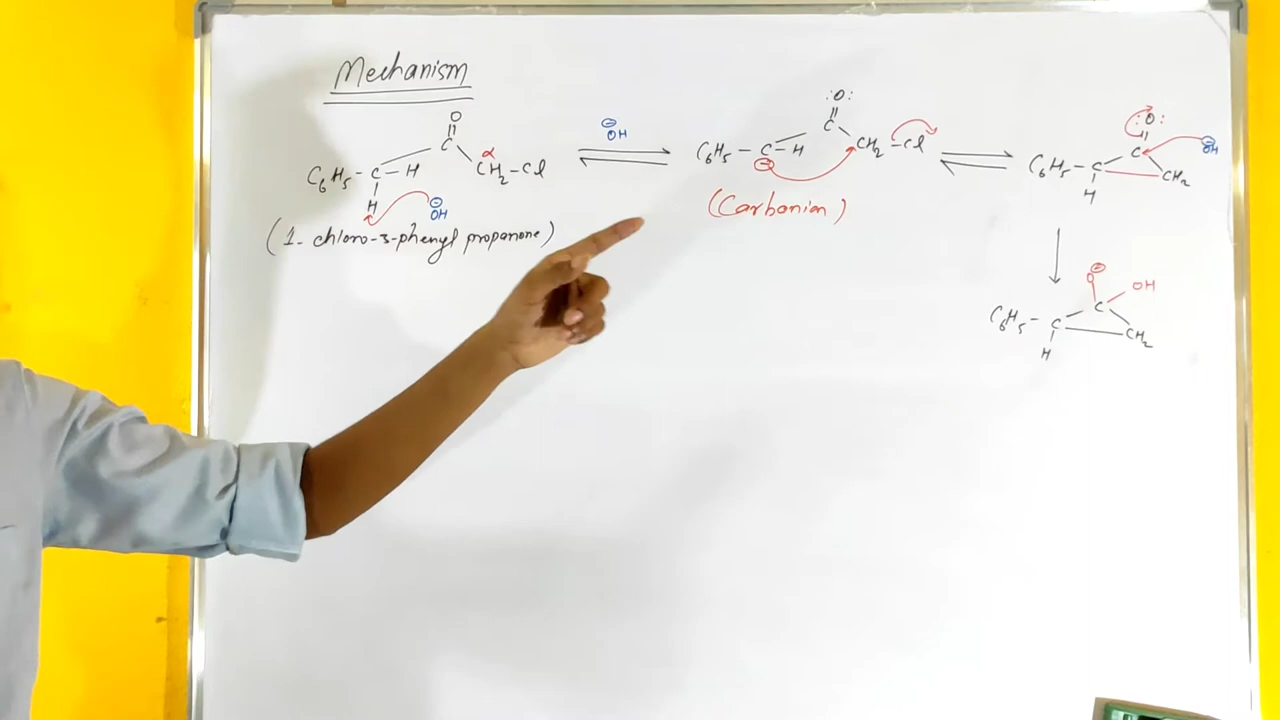 Mechanism
O
||
C6H5 - C - H C CH2 - Cl
α
H
⊖OH
(1- chloro-3-phenyl propanone)
⊖OH
:O:
||
C6H5 - C - H C CH2 - Cl
⊖
(Carbanion)
:O:
||
C6H5 - C C CH2
H
⊖OH
O⊖ OH
C6H5 - C C CH2
H